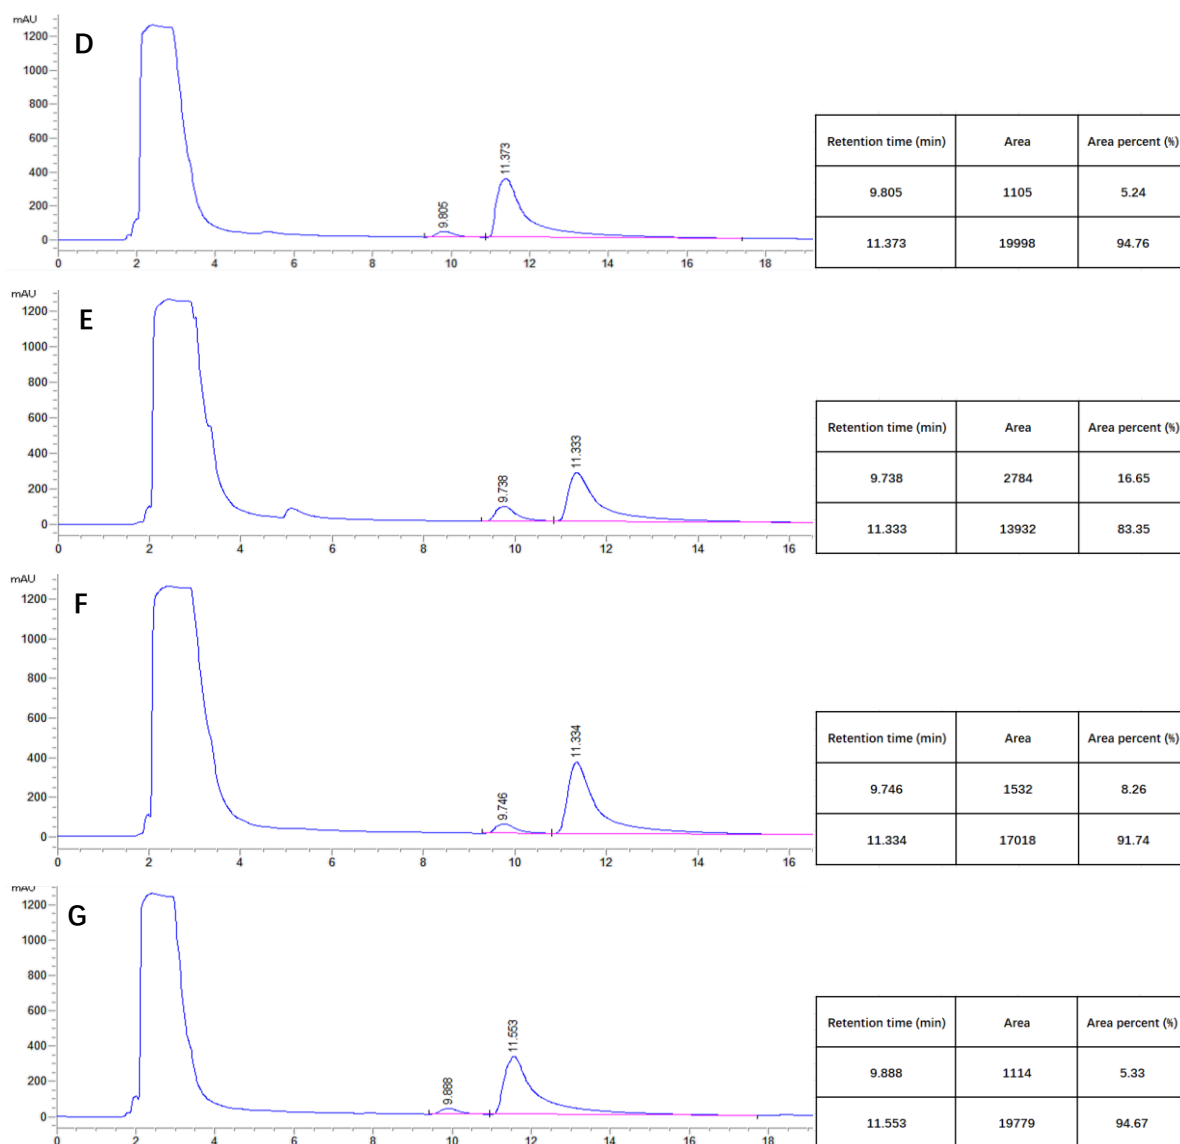 mAU
D
1200
1000
800
600
400
200
0
9.805
11.373
0 2 4 6 8 10 12 14 16 18
Retention time (min) Area Area percent (%)
9.805 1105 5.24
11.373 19998 94.76
mAU
E
1200
1000
800
600
400
200
0
9.738
11.333
0 2 4 6 8 10 12 14 16
Retention time (min) Area Area percent (%)
9.738 2784 16.65
11.333 13932 83.35
mAU
F
1200
1000
800
600
400
200
0
9.746
11.334
0 2 4 6 8 10 12 14 16
Retention time (min) Area Area percent (%)
9.746 1532 8.26
11.334 17018 91.74
mAU
G
1200
1000
800
600
400
200
0
9.888
11.553
0 2 4 6 8 10 12 14 16 18
Retention time (min) Area Area percent (%)
9.888 1114 5.33
11.553 19779 94.67